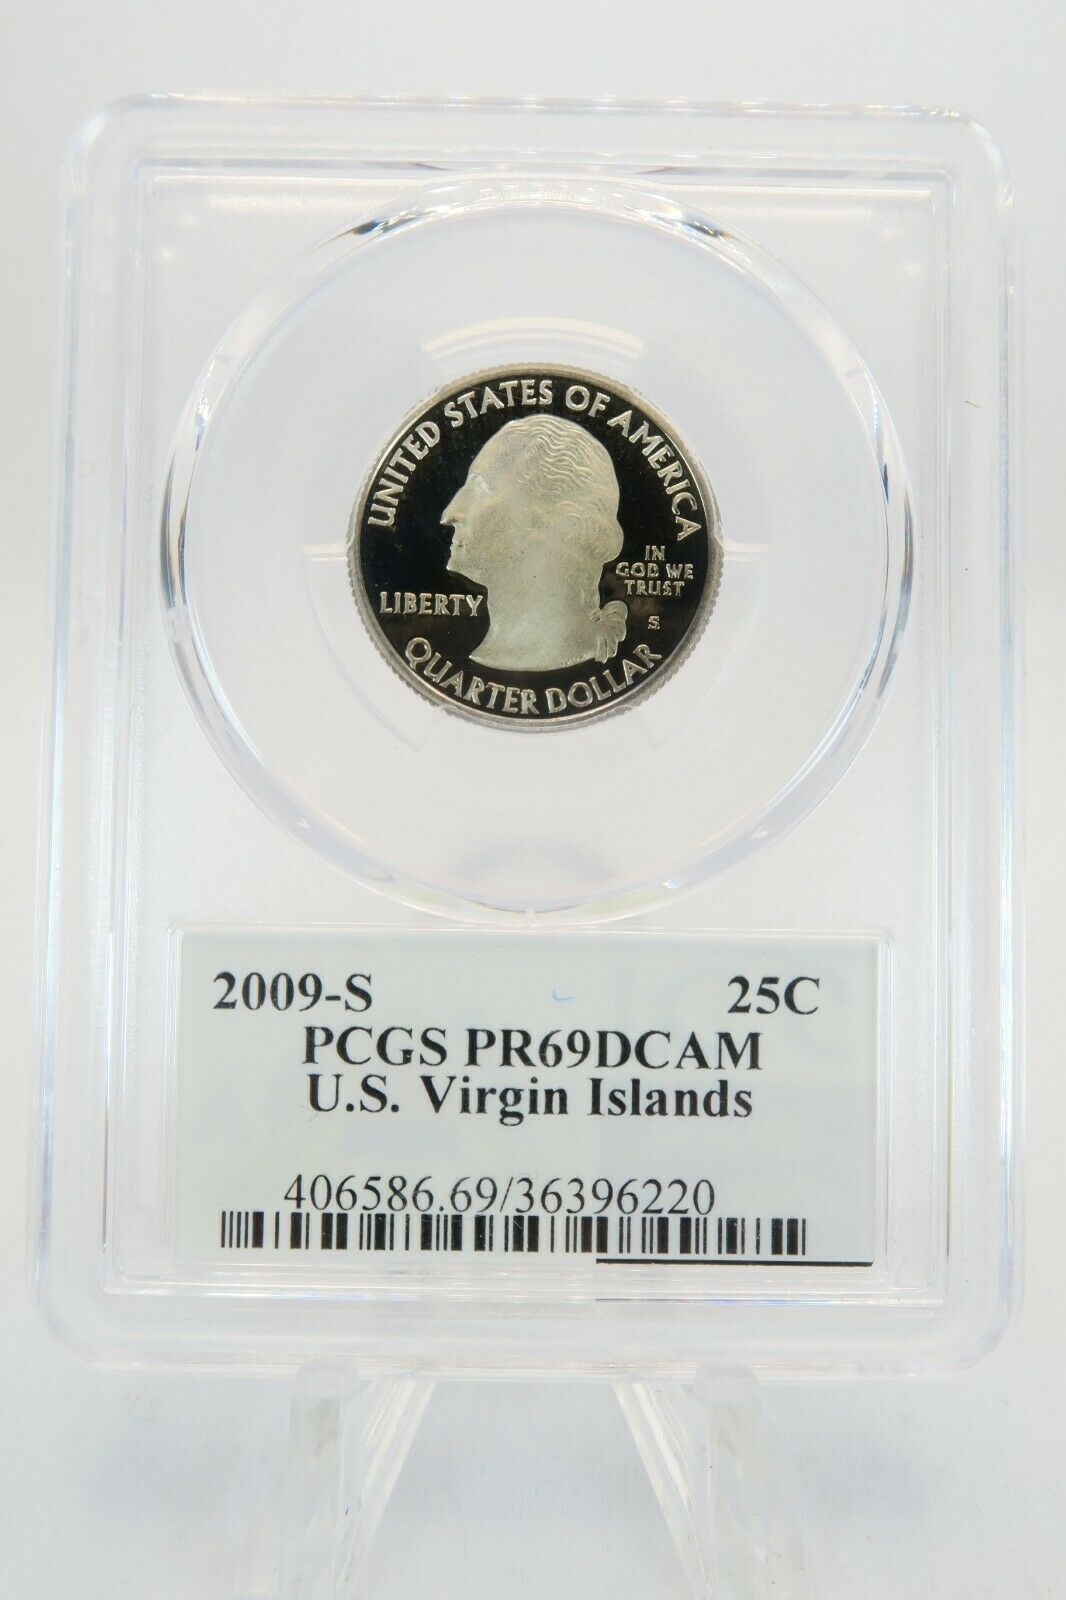 UNITED STATES OF AMERICA
IN
GOD WE
TRUST
LIBERTY
S
QUARTER DOLLAR
2009-S 25C
PCGS PR69DCAM
U.S. Virgin Islands
406586.69/36396220